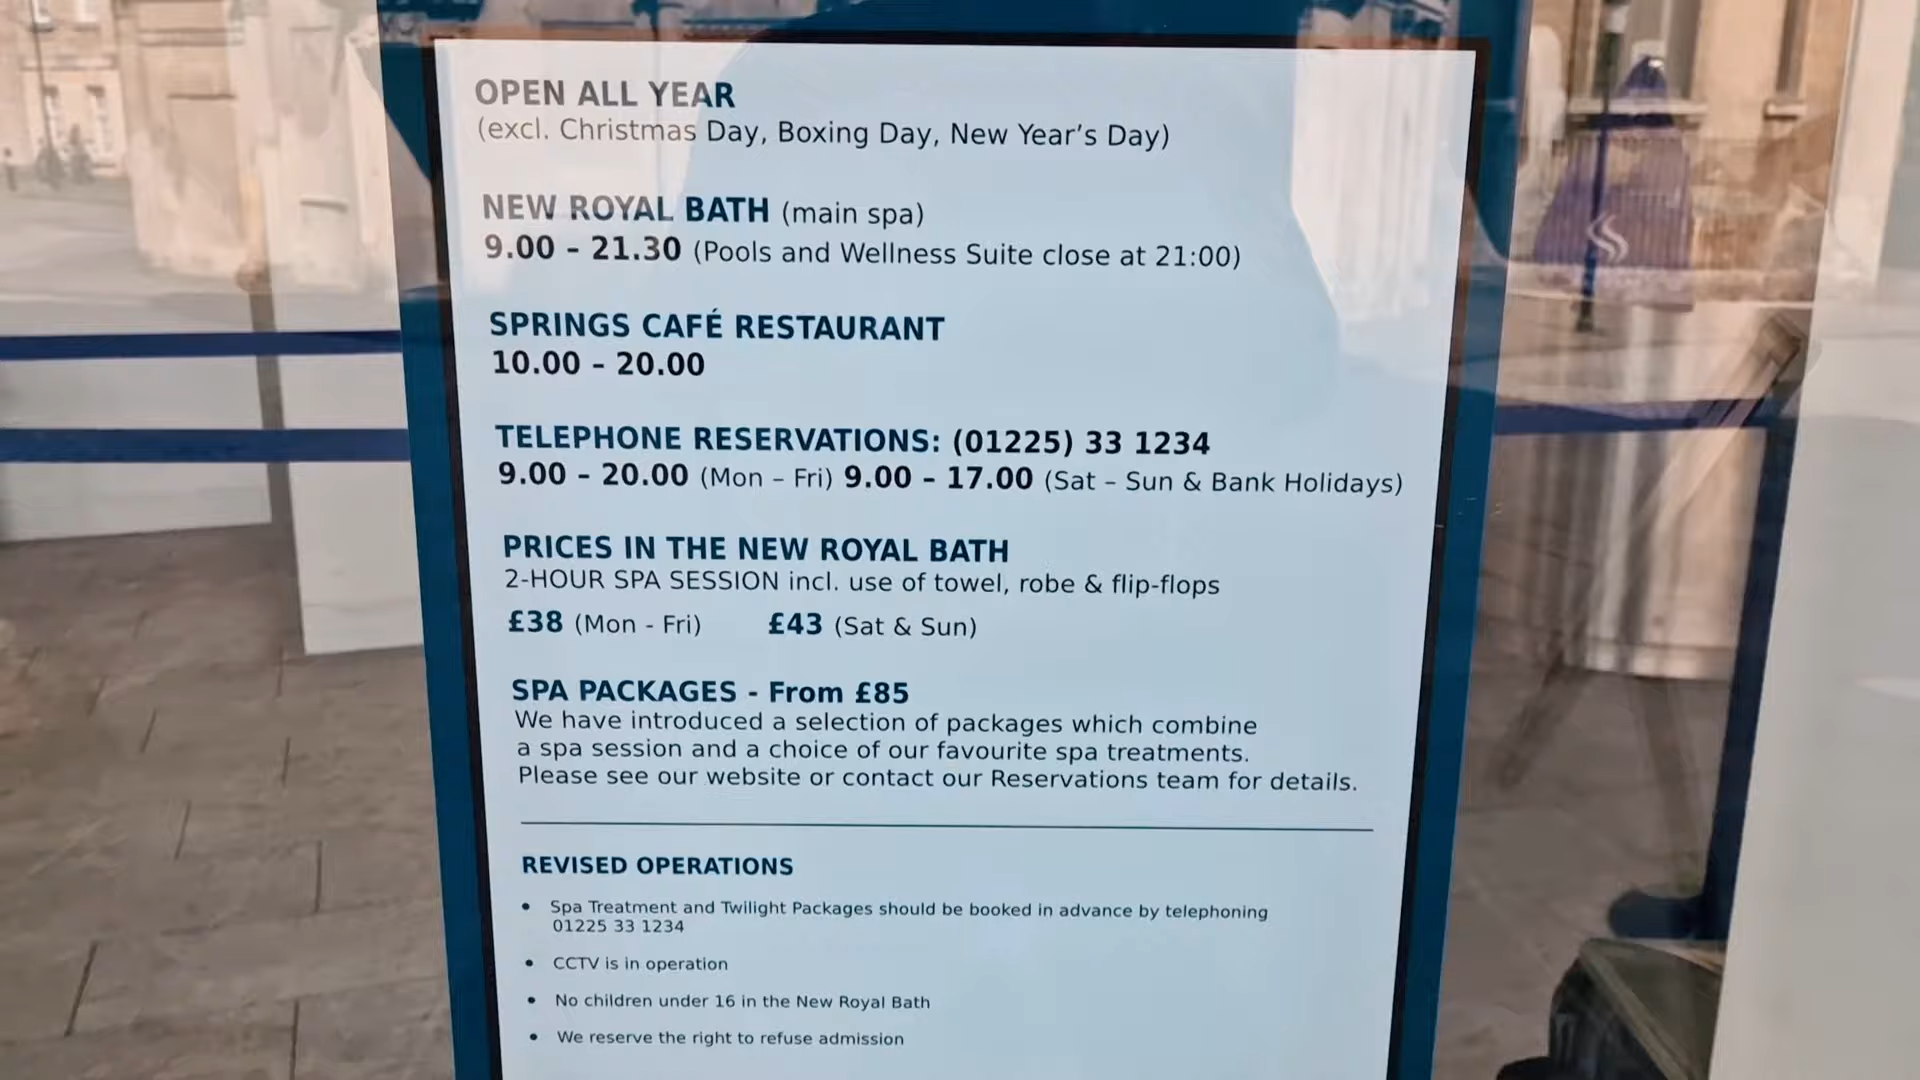 OPEN ALL YEAR
(excl. Christmas Day, Boxing Day, New Year's Day)
NEW ROYAL BATH (main spa)
9.00 – 21.30 (Pools and Wellness Suite close at 21:00)
SPRINGS CAFÉ RESTAURANT
10.00 – 20.00
TELEPHONE RESERVATIONS: (01225) 33 1234
9.00 – 20.00 (Mon – Fri) 9.00 – 17.00 (Sat – Sun & Bank Holidays)
PRICES IN THE NEW ROYAL BATH
2-HOUR SPA SESSION incl. use of towel, robe & flip-flops
£38 (Mon - Fri) £43 (Sat & Sun)
SPA PACKAGES - From £85
We have introduced a selection of packages which combine
a spa session and a choice of our favourite spa treatments.
Please see our website or contact our Reservations team for details.
REVISED OPERATIONS
• Spa Treatment and Twilight Packages should be booked in advance by telephoning
01225 33 1234
• CCTV is in operation
• No children under 16 in the New Royal Bath
• We reserve the right to refuse admission